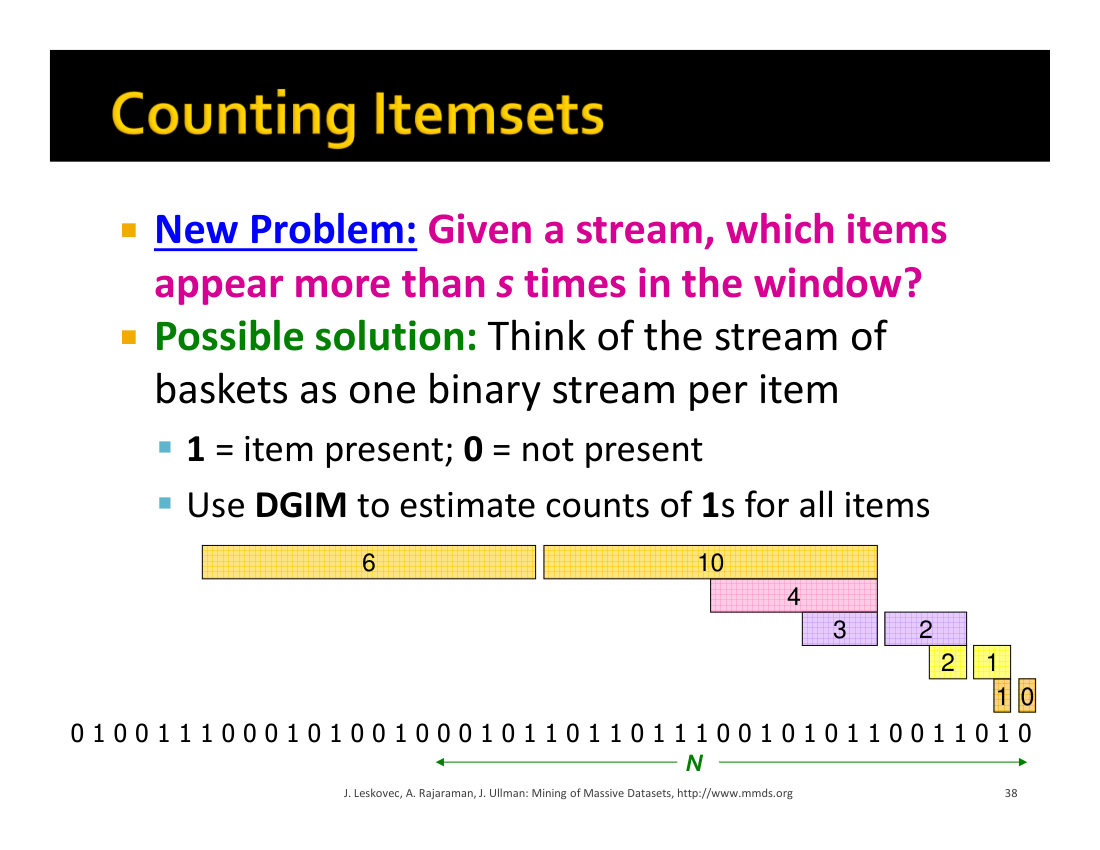 Counting Itemsets
New Problem: Given a stream, which items
appear more than s times in the window?
Possible solution: Think of the stream of
baskets as one binary stream per item
1 = item present; 0 = not present
Use DGIM to estimate counts of 1s for all items
6 10
4
3 2
2 1
1 0
0 1 0 0 1 1 1 0 0 0 1 0 1 0 0 1 0 0 0 1 0 1 1 0 1 1 0 1 1 1 0 0 1 0 1 0 1 1 0 0 1 1 0 1 0
N
J. Leskovec, A. Rajaraman, J. Ullman: Mining of Massive Datasets, http://www.mmds.org 38